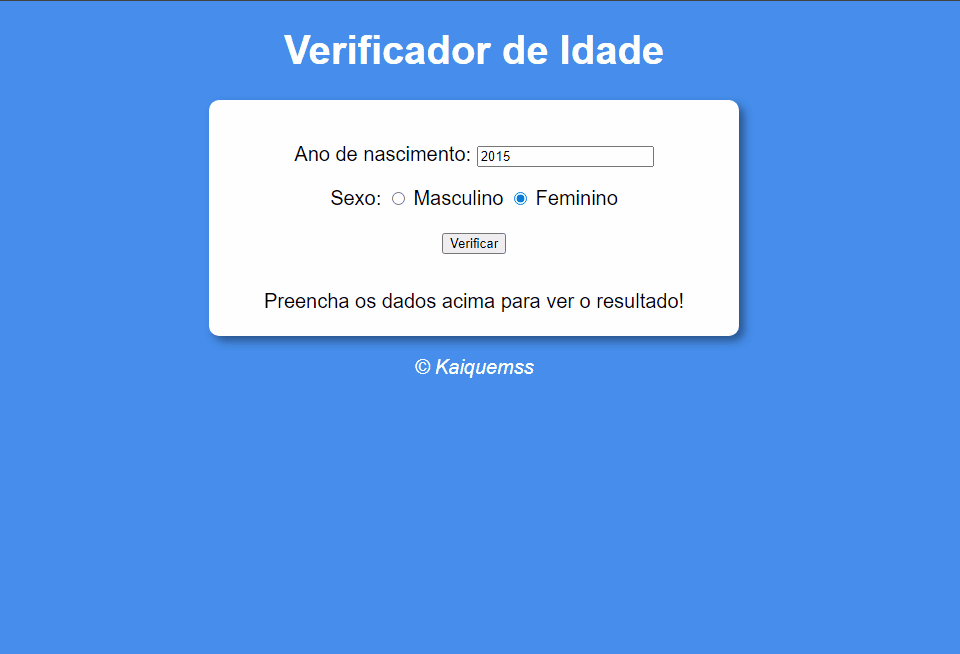 Verificador de Idade
Ano de nascimento: 2015
Sexo: Masculino Feminino
Verificar
Preencha os dados acima para ver o resultado!
© Kaiquemss